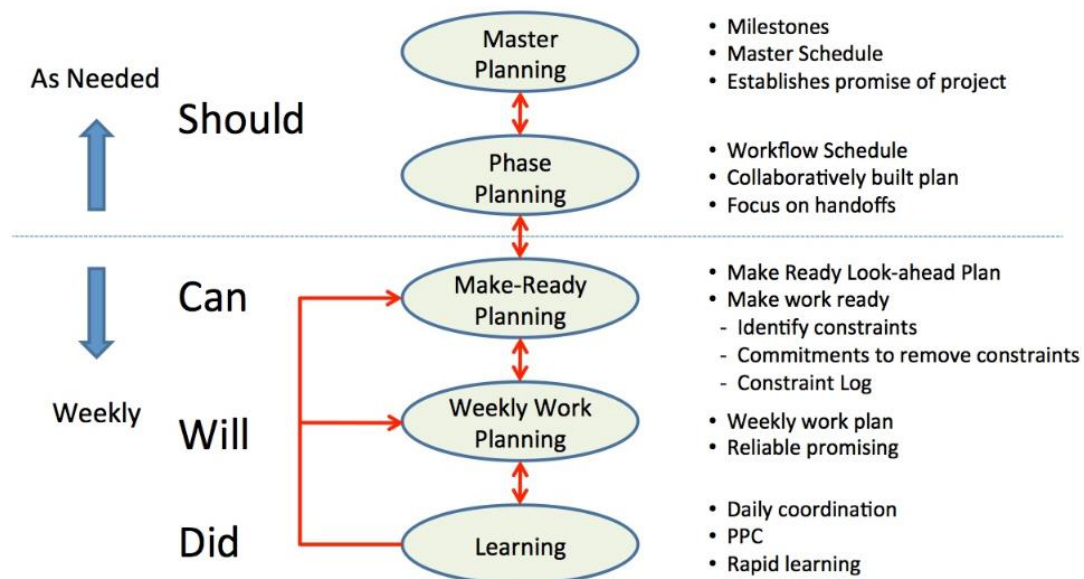 As Needed
Should
Master
Planning
• Milestones
• Master Schedule
• Establishes promise of project
Phase
Planning
• Workflow Schedule
• Collaboratively built plan
• Focus on handoffs
Can
Make-Ready
Planning
• Make Ready Look-ahead Plan
• Make work ready
- Identify constraints
- Commitments to remove constraints
- Constraint Log
Weekly
Will
Weekly Work
Planning
• Weekly work plan
• Reliable promising
Did
Learning
• Daily coordination
• PPC
• Rapid learning